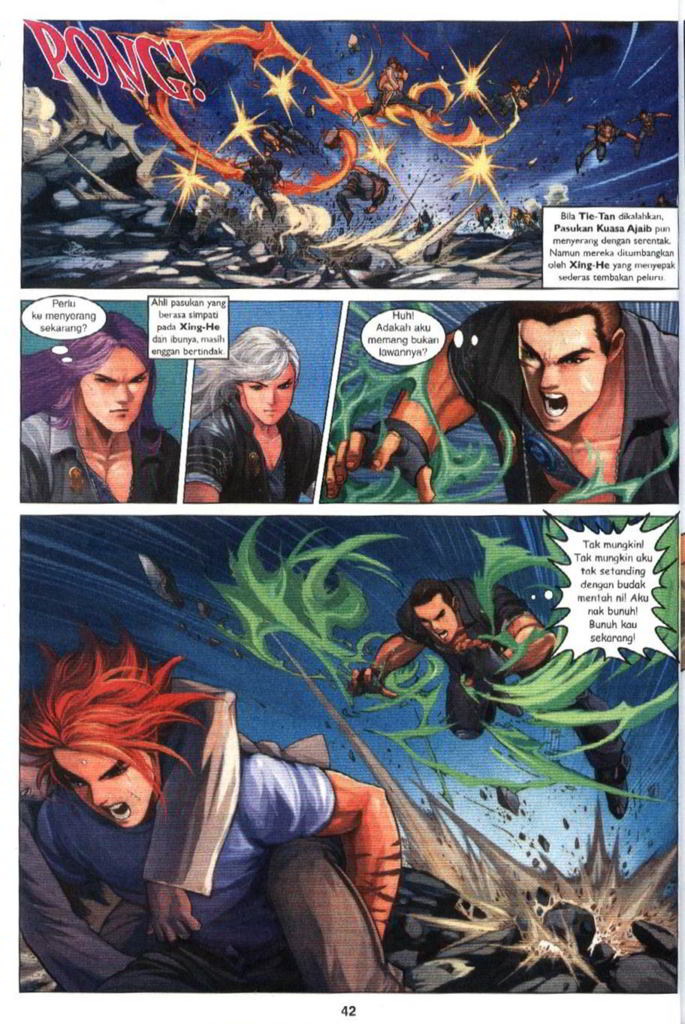 PONG!
Bila Tie-Tan dikalahkan,
Pasukan Kuasa Ajaib pun
menyerang dengan serentak.
Namun mereka ditumbangkan
oleh Xing-He yang menyepak
sederas tembakan peluru.
Perlu
ku menyerang
sekarang?
Ahli pasukan yang
berasa simpati
pada Xing-He
dan ibunya, masih
enggan bertindak.
Huh!
Adakah aku
memang bukan
lawannya?
Tak mungkin!
Tak mungkin aku
tak setanding
dengan budak
mentah ni! Aku
nak bunuh!
Bunuh kau
sekarang!
42